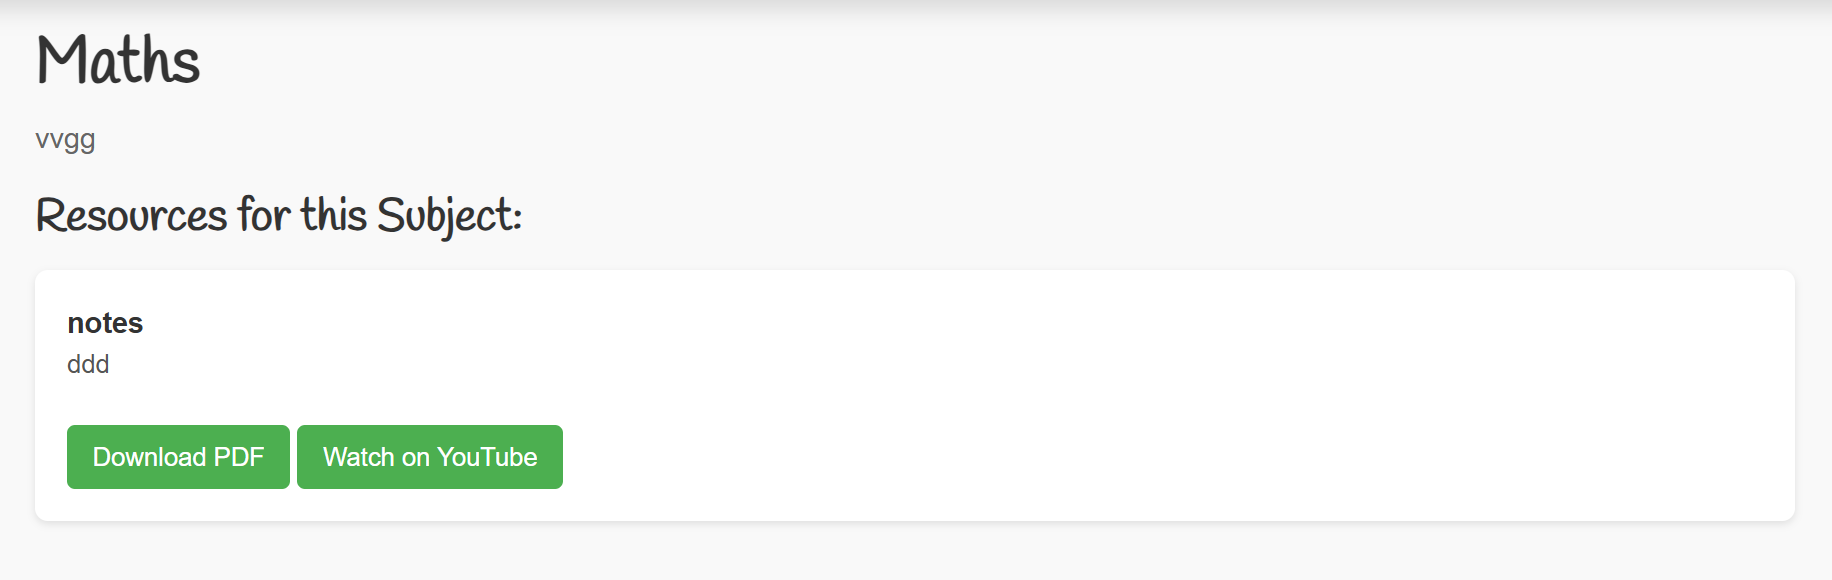 Maths
vvgg
Resources for this Subject:
notes
ddd
Download PDF Watch on YouTube